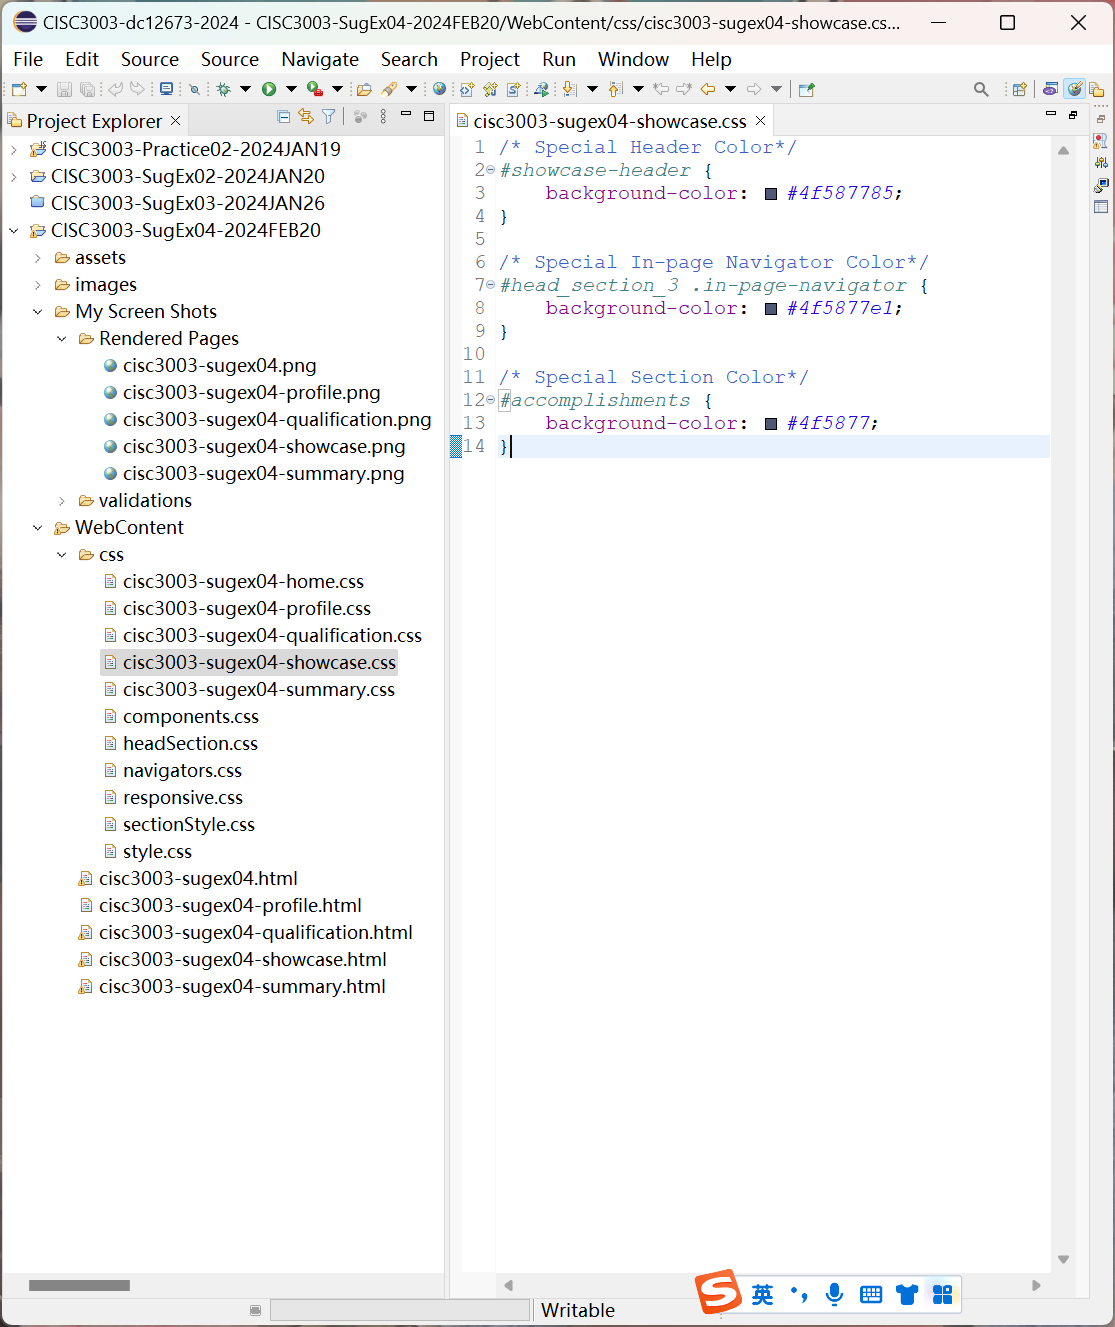 CISC3003-dc12673-2024 - CISC3003-SugEx04-2024FEB20/WebContent/css/cisc3003-sugex04-showcase.cs...
File Edit Source Source Navigate Search Project Run Window Help
Project Explorer
CISC3003-Practice02-2024JAN19
CISC3003-SugEx02-2024JAN20
CISC3003-SugEx03-2024JAN26
CISC3003-SugEx04-2024FEB20
assets
images
My Screen Shots
Rendered Pages
cisc3003-sugex04.png
cisc3003-sugex04-profile.png
cisc3003-sugex04-qualification.png
cisc3003-sugex04-showcase.png
cisc3003-sugex04-summary.png
validations
WebContent
css
cisc3003-sugex04-home.css
cisc3003-sugex04-profile.css
cisc3003-sugex04-qualification.css
cisc3003-sugex04-showcase.css
cisc3003-sugex04-summary.css
components.css
headSection.css
navigators.css
responsive.css
sectionStyle.css
style.css
cisc3003-sugex04.html
cisc3003-sugex04-profile.html
cisc3003-sugex04-qualification.html
cisc3003-sugex04-showcase.html
cisc3003-sugex04-summary.html
cisc3003-sugex04-showcase.css
1 /* Special Header Color*/
2 #showcase-header {
3 background-color: #4f587785;
4 }
5
6 /* Special In-page Navigator Color*/
7 #head_section_3 .in-page-navigator {
8 background-color: #4f5877e1;
9 }
10
11 /* Special Section Color*/
12 #accomplishments {
13 background-color: #4f5877;
14 }
S 英
Writable